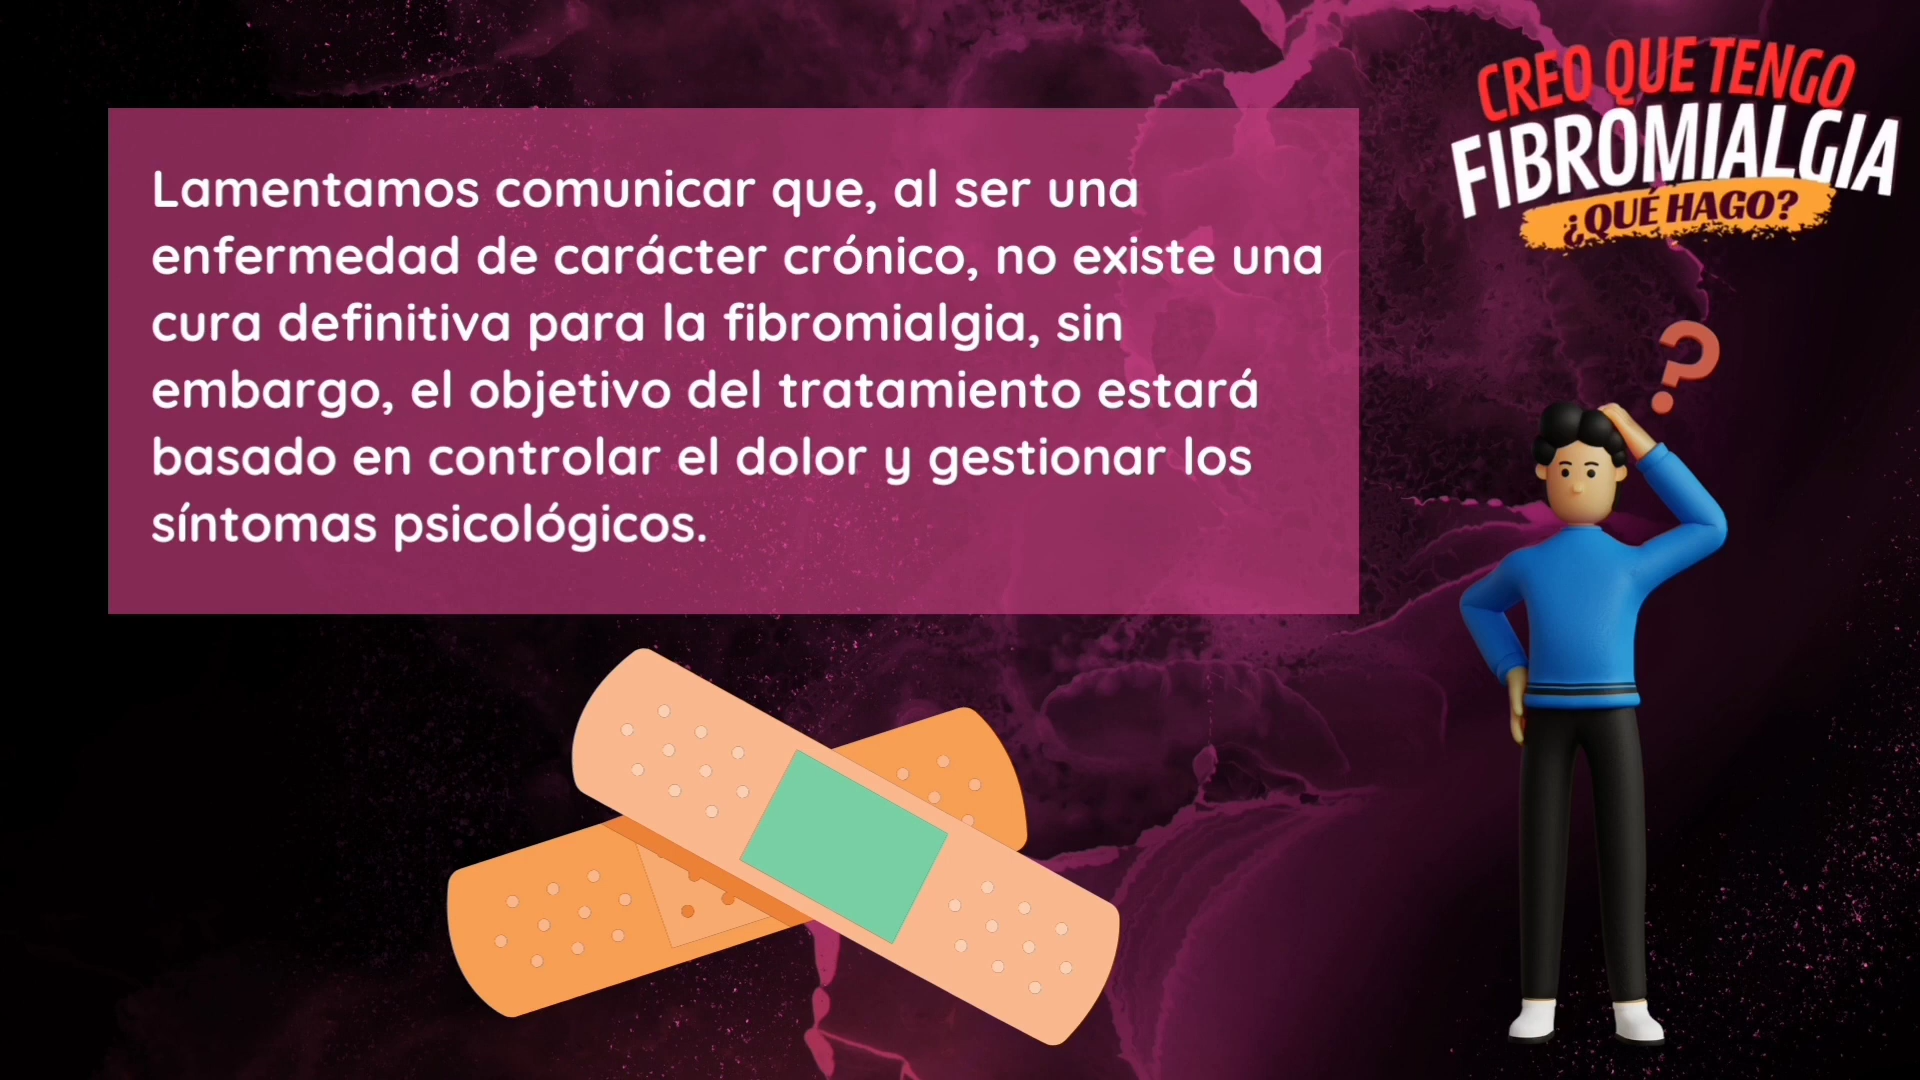 CREO QUE TENGO
FIBROMIALGIA
¿QUÉ HAGO?
Lamentamos comunicar que, al ser una
enfermedad de carácter crónico, no existe una
cura definitiva para la fibromialgia, sin
embargo, el objetivo del tratamiento estará
basado en controlar el dolor y gestionar los
síntomas psicológicos.
?